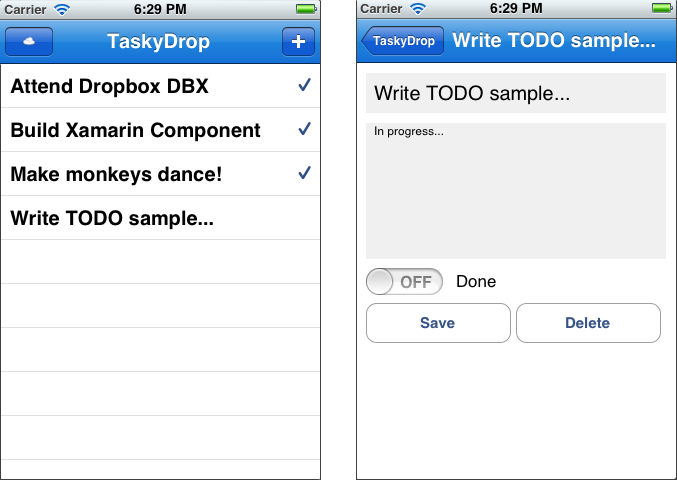 Carrier 6:29 PM
TaskyDrop
+
Attend Dropbox DBX ✓
Build Xamarin Component ✓
Make monkeys dance! ✓
Write TODO sample...
Carrier 6:29 PM
TaskyDrop Write TODO sample...
Write TODO sample...
In progress...
OFF Done
Save Delete